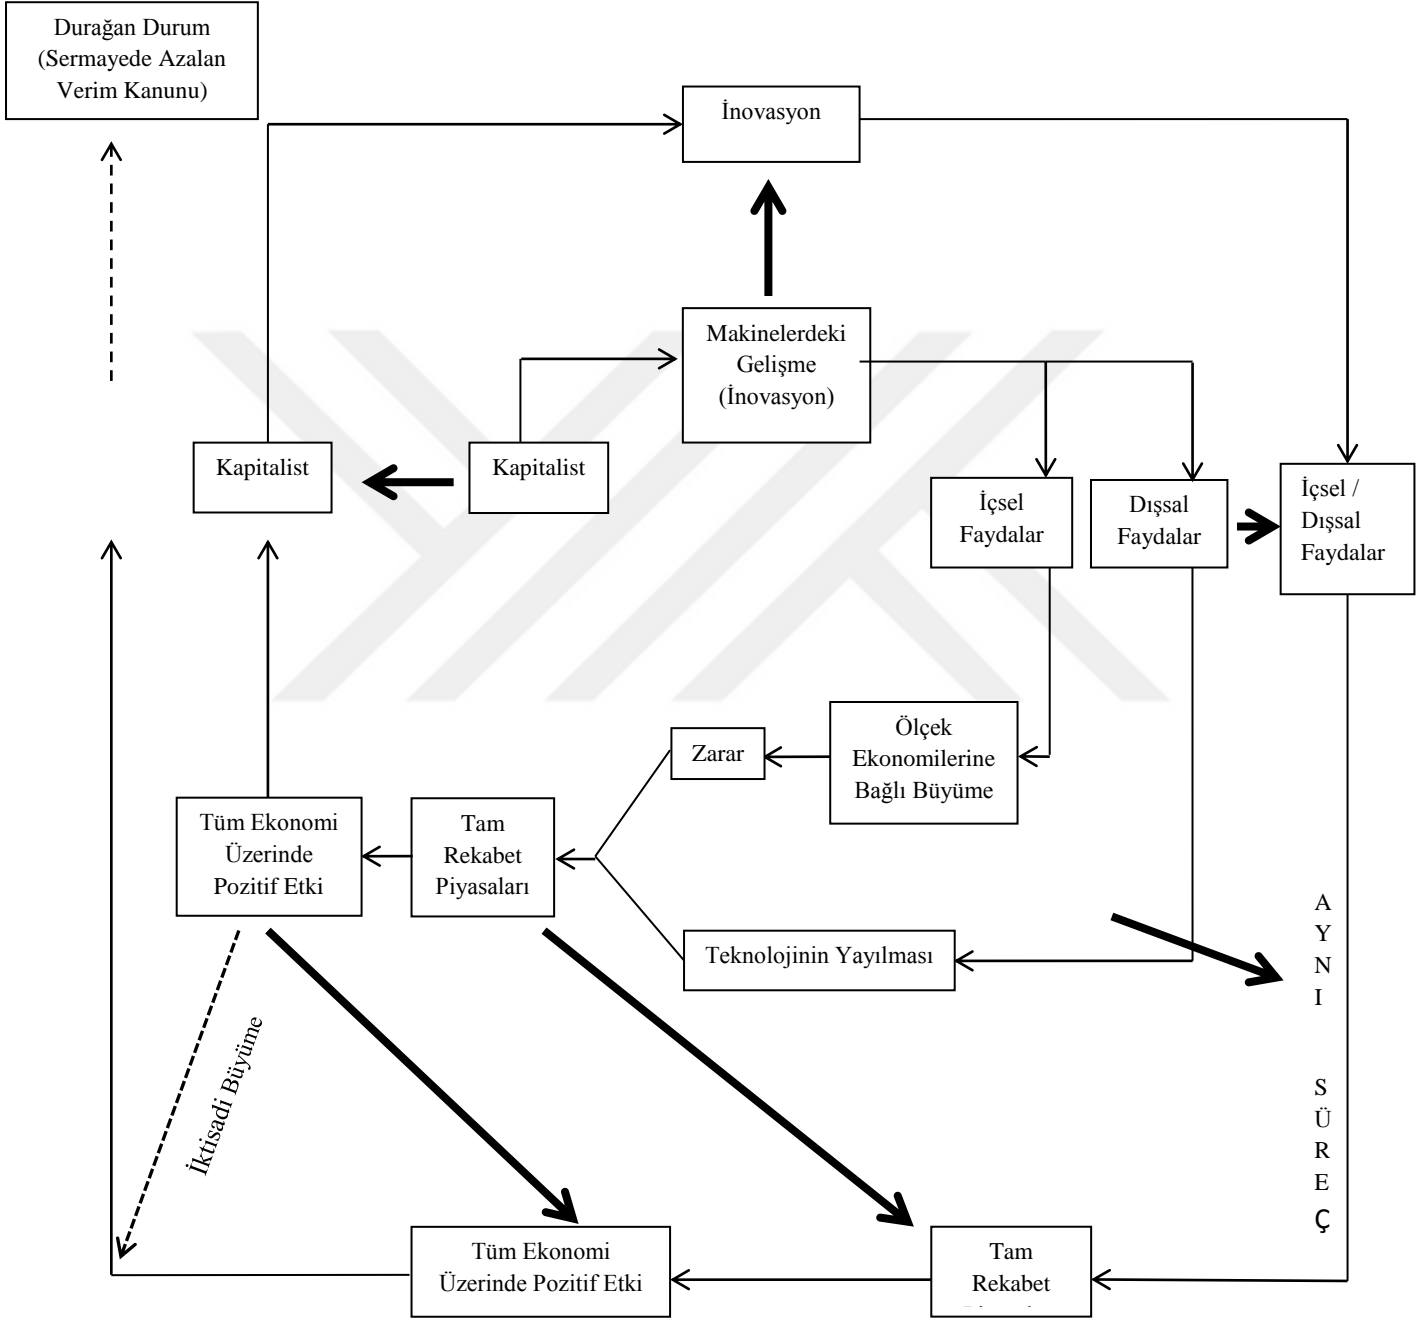 Durağan Durum
(Sermayede Azalan
Verim Kanunu)
İnovasyon
Makinelerdeki
Gelişme
(İnovasyon)
Kapitalist
Kapitalist
İçsel
Faydalar
Dışsal
Faydalar
İçsel /
Dışsal
Faydalar
Ölçek
Ekonomilerine
Bağlı Büyüme
Zarar
Tüm Ekonomi
Üzerinde
Pozitif Etki
Tam
Rekabet
Piyasaları
Teknolojinin Yayılması
A
Y
N
I
S
Ü
R
E
Ç
İktisadi Büyüme
Tüm Ekonomi
Üzerinde Pozitif Etki
Tam
Rekabet